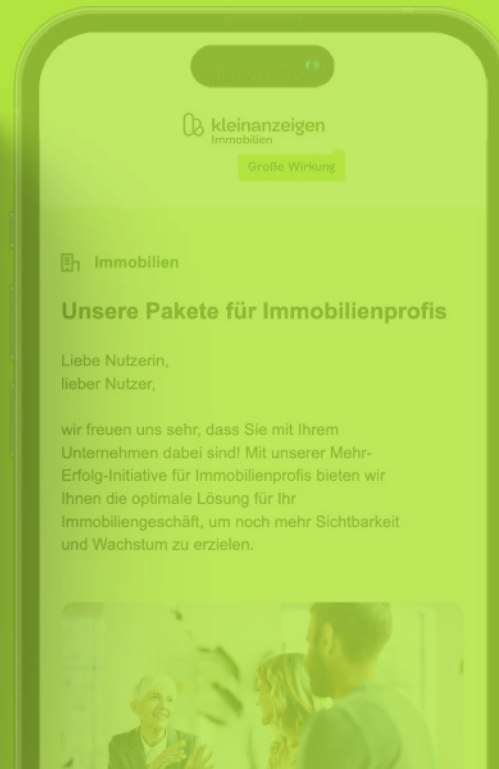 kleinanzeigen
Immobilien
Große Wirkung
Immobilien
Unsere Pakete für Immobilienprofis
Liebe Nutzerin,
lieber Nutzer,
wir freuen uns sehr, dass Sie mit Ihrem
Unternehmen dabei sind! Mit unserer Mehr-
Erfolg-Initiative für Immobilienprofis bieten wir
Ihnen die optimale Lösung für Ihr
Immobiliengeschäft, um noch mehr Sichtbarkeit
und Wachstum zu erzielen.